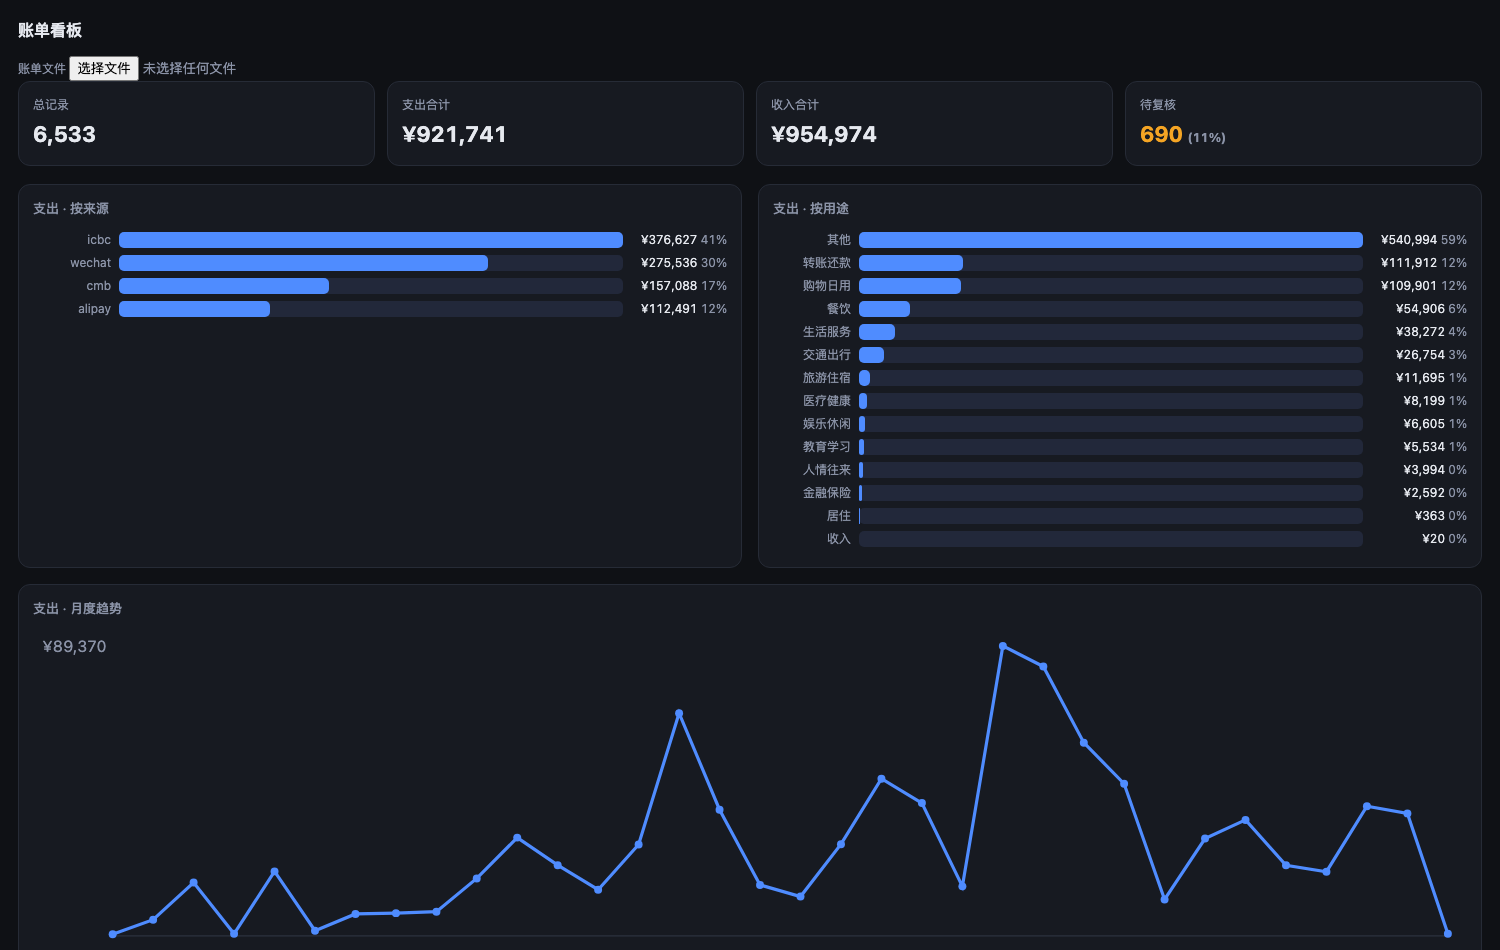 账单看板
账单文件 选择文件 未选择任何文件
总记录
6,533
支出合计
¥921,741
收入合计
¥954,974
待复核
690 (11%)
支出 · 按来源
icbc ¥376,627 41%
wechat ¥275,536 30%
cmb ¥157,088 17%
alipay ¥112,491 12%
支出 · 按用途
其他 ¥540,994 59%
转账还款 ¥111,912 12%
购物日用 ¥109,901 12%
餐饮 ¥54,906 6%
生活服务 ¥38,272 4%
交通出行 ¥26,754 3%
旅游住宿 ¥11,695 1%
医疗健康 ¥8,199 1%
娱乐休闲 ¥6,605 1%
教育学习 ¥5,534 1%
人情往来 ¥3,994 0%
金融保险 ¥2,592 0%
居住 ¥363 0%
收入 ¥20 0%
支出 · 月度趋势
¥89,370